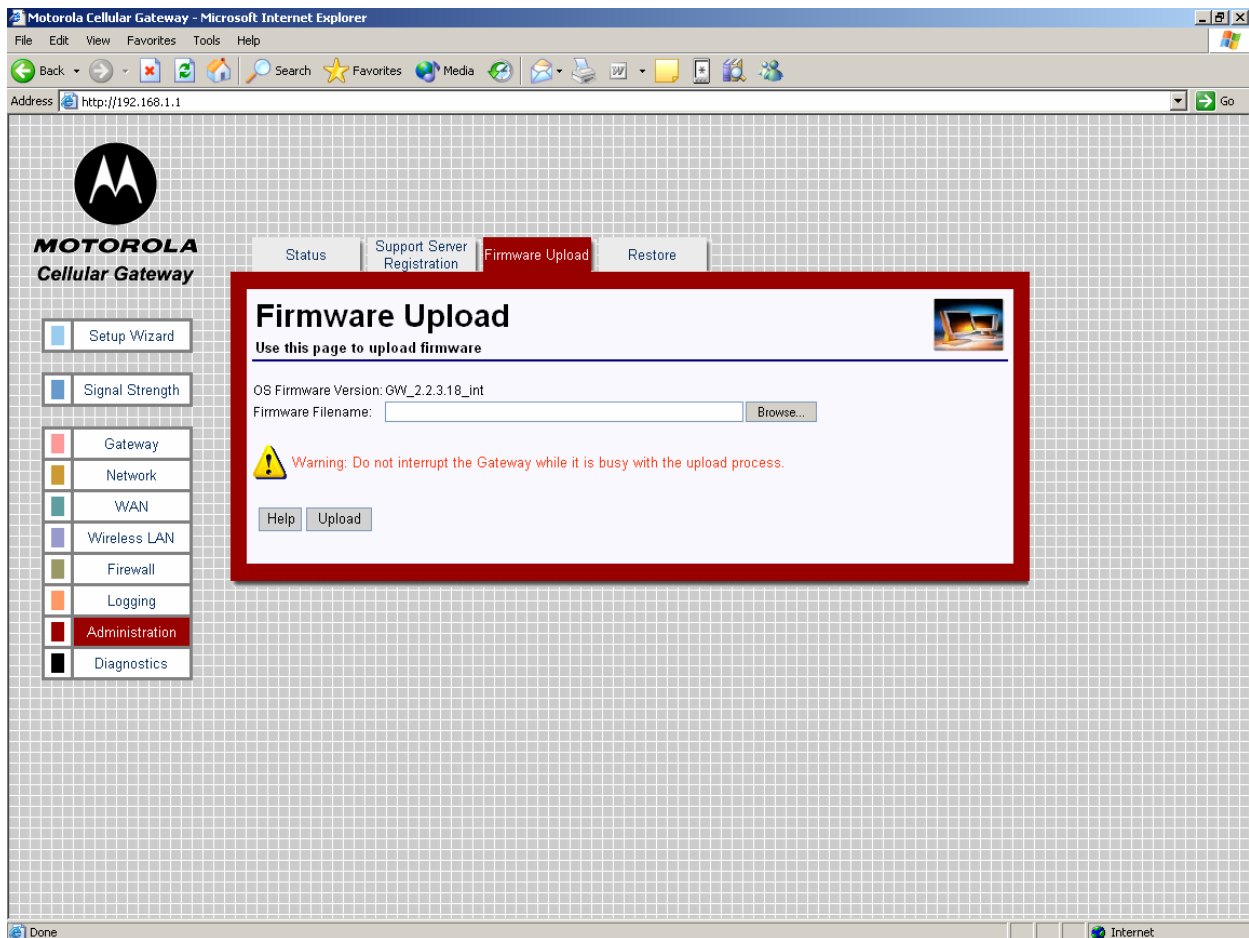 Motorola Cellular Gateway - Microsoft Internet Explorer
File Edit View Favorites Tools Help
Back Search Favorites Media
Address http://192.168.1.1 Go
MOTOROLA
Cellular Gateway
Status
Support Server
Registration
Firmware Upload
Restore
Setup Wizard
Signal Strength
Gateway
Network
WAN
Wireless LAN
Firewall
Logging
Administration
Diagnostics
Firmware Upload
Use this page to upload firmware
OS Firmware Version: GW_2.2.3.18_int
Firmware Filename: Browse...
Warning: Do not interrupt the Gateway while it is busy with the upload process.
Help Upload
Done Internet